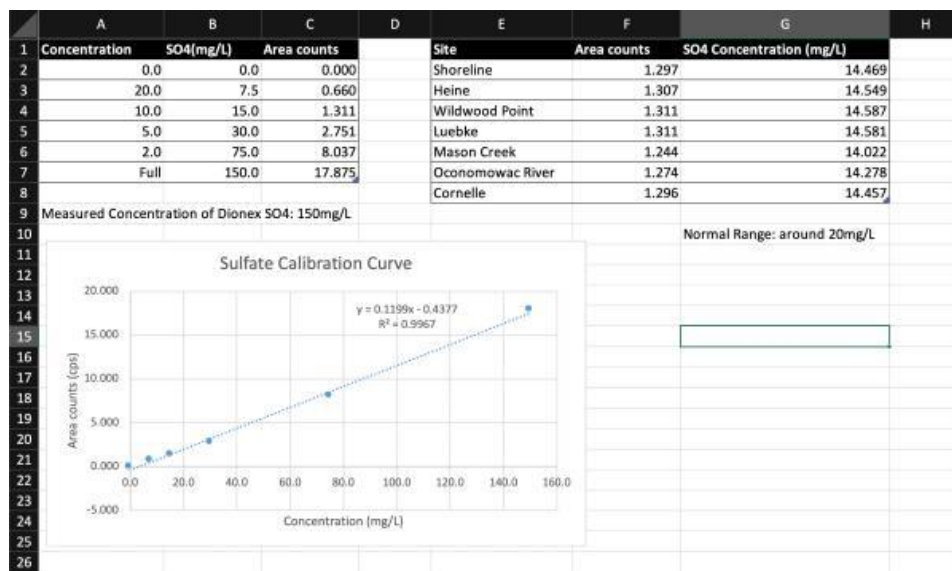 A B C D E F G H
1 Concentration SO4(mg/L) Area counts Site Area counts SO4 Concentration (mg/L)
2 0.0 0.0 0.000 Shoreline 1.297 14.469
3 20.0 7.5 0.660 Heine 1.307 14.549
4 10.0 15.0 1.311 Wildwood Point 1.311 14.587
5 5.0 30.0 2.751 Luebke 1.311 14.581
6 2.0 75.0 8.037 Mason Creek 1.244 14.022
7 Full 150.0 17.875 Oconomowac River 1.274 14.278
8 Cornelle 1.296 14.457
9 Measured Concentration of Dionex SO4: 150mg/L
10 Normal Range: around 20mg/L
11
12
13
14
15
16
17
18
19
20
21
22
23
24
25
26
Sulfate Calibration Curve
y = 0.1199x - 0.4377
R² = 0.9967
20.000
15.000
10.000
5.000
0.000
-5.000
Area counts (cps)
0.0 20.0 40.0 60.0 80.0 100.0 120.0 140.0 160.0
Concentration (mg/L)